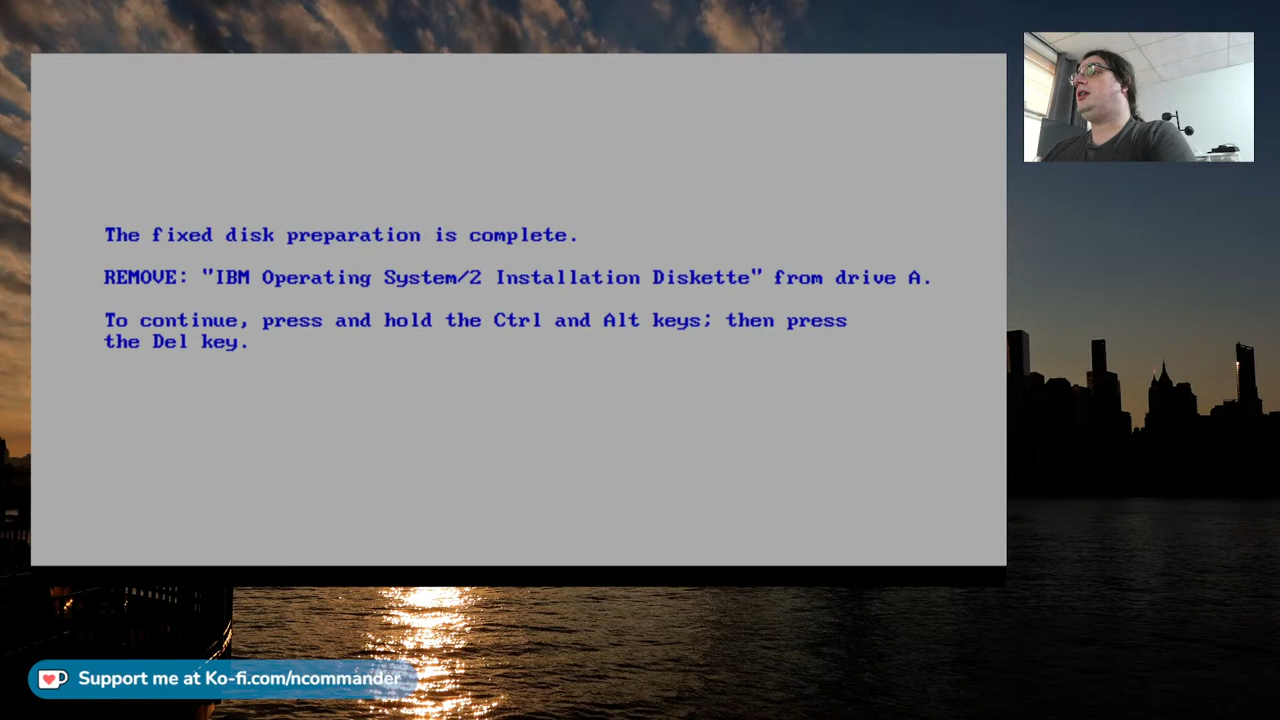 The fixed disk preparation is complete.
REMOVE: "IBM Operating System/2 Installation Diskette" from drive A.
To continue, press and hold the Ctrl and Alt keys; then press
the Del key.
Support me at Ko-fi.com/ncommander